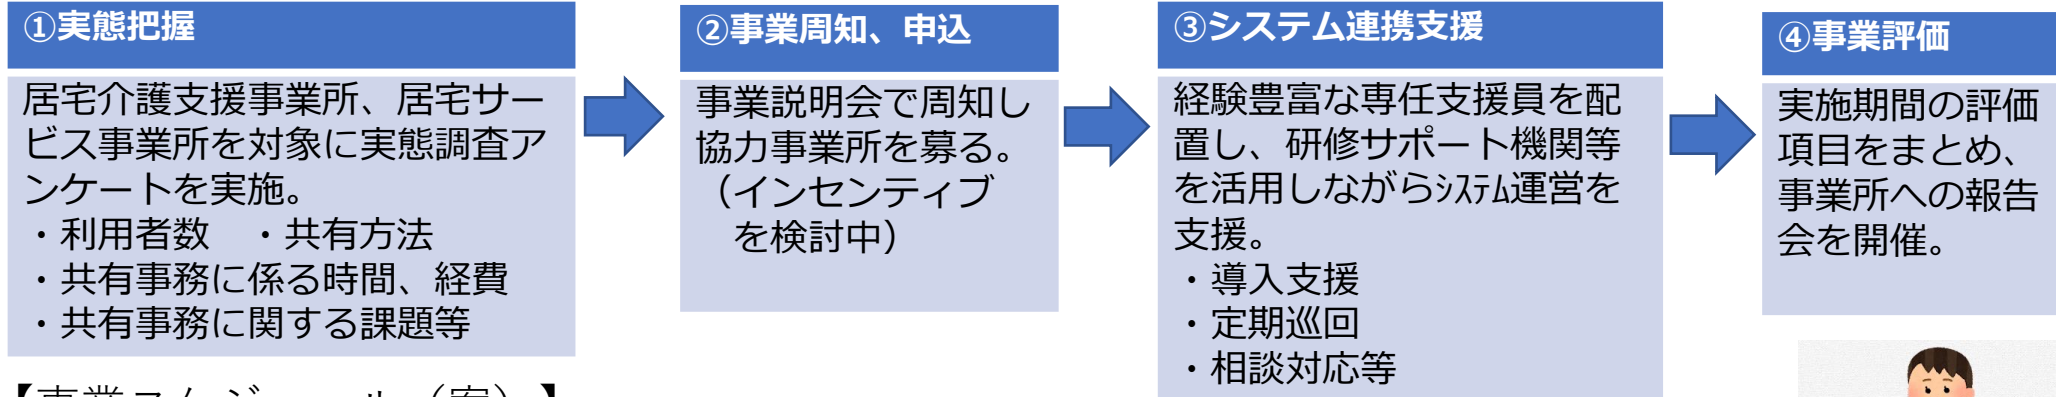 ①実態把握
居宅介護支援事業所、居宅サー
ビス事業所を対象に実態調査ア
ンケートを実施。
・利用者数　・共有方法
・共有事務に係る時間、経費
・共有事務に関する課題等
②事業周知、申込
事業説明会で周知し
協力事業所を募る。
（インセンティブ
を検討中）
③システム連携支援
経験豊富な専任支援員を配
置し、研修サポート機関等
を活用しながらｼｽﾃﾑ運営を
支援。
・導入支援
・定期巡回
・相談対応等
④事業評価
実施期間の評価
項目をまとめ、
事業所への報告
会を開催。